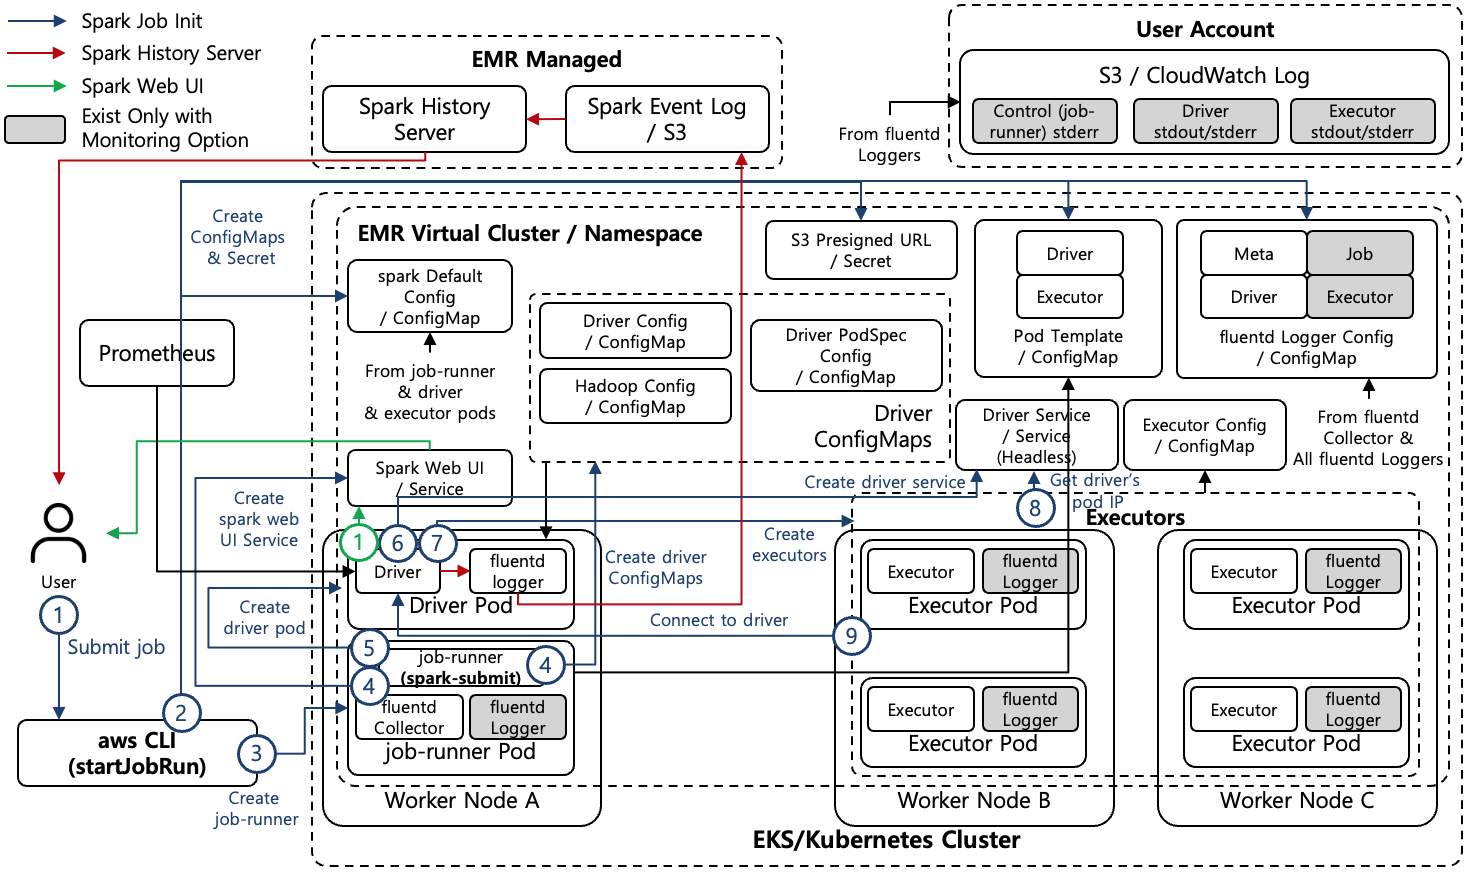 Spark Job Init
Spark History Server
Spark Web UI
Exist Only with
Monitoring Option
EMR Managed
Spark History
Server
Spark Event Log
/ S3
User Account
S3 / CloudWatch Log
Control (job-
runner) stderr
Driver
stdout/stderr
Executor
stdout/stderr
From fluentd
Loggers
Create
ConfigMaps
& Secret
EMR Virtual Cluster / Namespace
spark Default
Config
/ ConfigMap
From job-runner
& driver
& executor pods
S3 Presigned URL
/ Secret
Driver
Executor
Pod Template
/ ConfigMap
Meta
Job
Driver
Executor
fluentd Logger Config
/ ConfigMap
Driver Config
/ ConfigMap
Hadoop Config
/ ConfigMap
Driver PodSpec
Config
/ ConfigMap
Driver
ConfigMaps
Prometheus
Driver Service
/ Service
(Headless)
Executor Config
/ ConfigMap
From fluentd
Collector &
All fluentd Loggers
Spark Web UI
/ Service
Create
spark web
UI Service
Create driver service
Get driver's
pod IP
8
Executors
Create
executors
Create driver
ConfigMaps
1
6
7
Driver
fluentd
logger
Driver Pod
Create
driver pod
Connect to driver
9
User
1
Submit job
5
job-runner
(spark-submit)
4
4
fluentd
Collector
fluentd
Logger
job-runner Pod
Worker Node A
2
aws CLI
(startJobRun)
3
Create
job-runner
Executor
fluentd
Logger
Executor Pod
Executor
fluentd
Logger
Executor Pod
Worker Node B
Executor
fluentd
Logger
Executor Pod
Executor
fluentd
Logger
Executor Pod
Worker Node C
EKS/Kubernetes Cluster